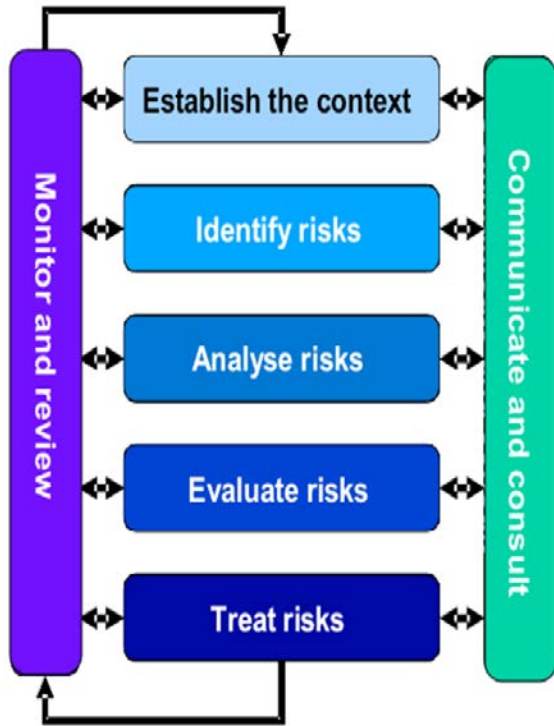 Establish the context
Identify risks
Analyse risks
Evaluate risks
Treat risks
Monitor and review
Communicate and consult